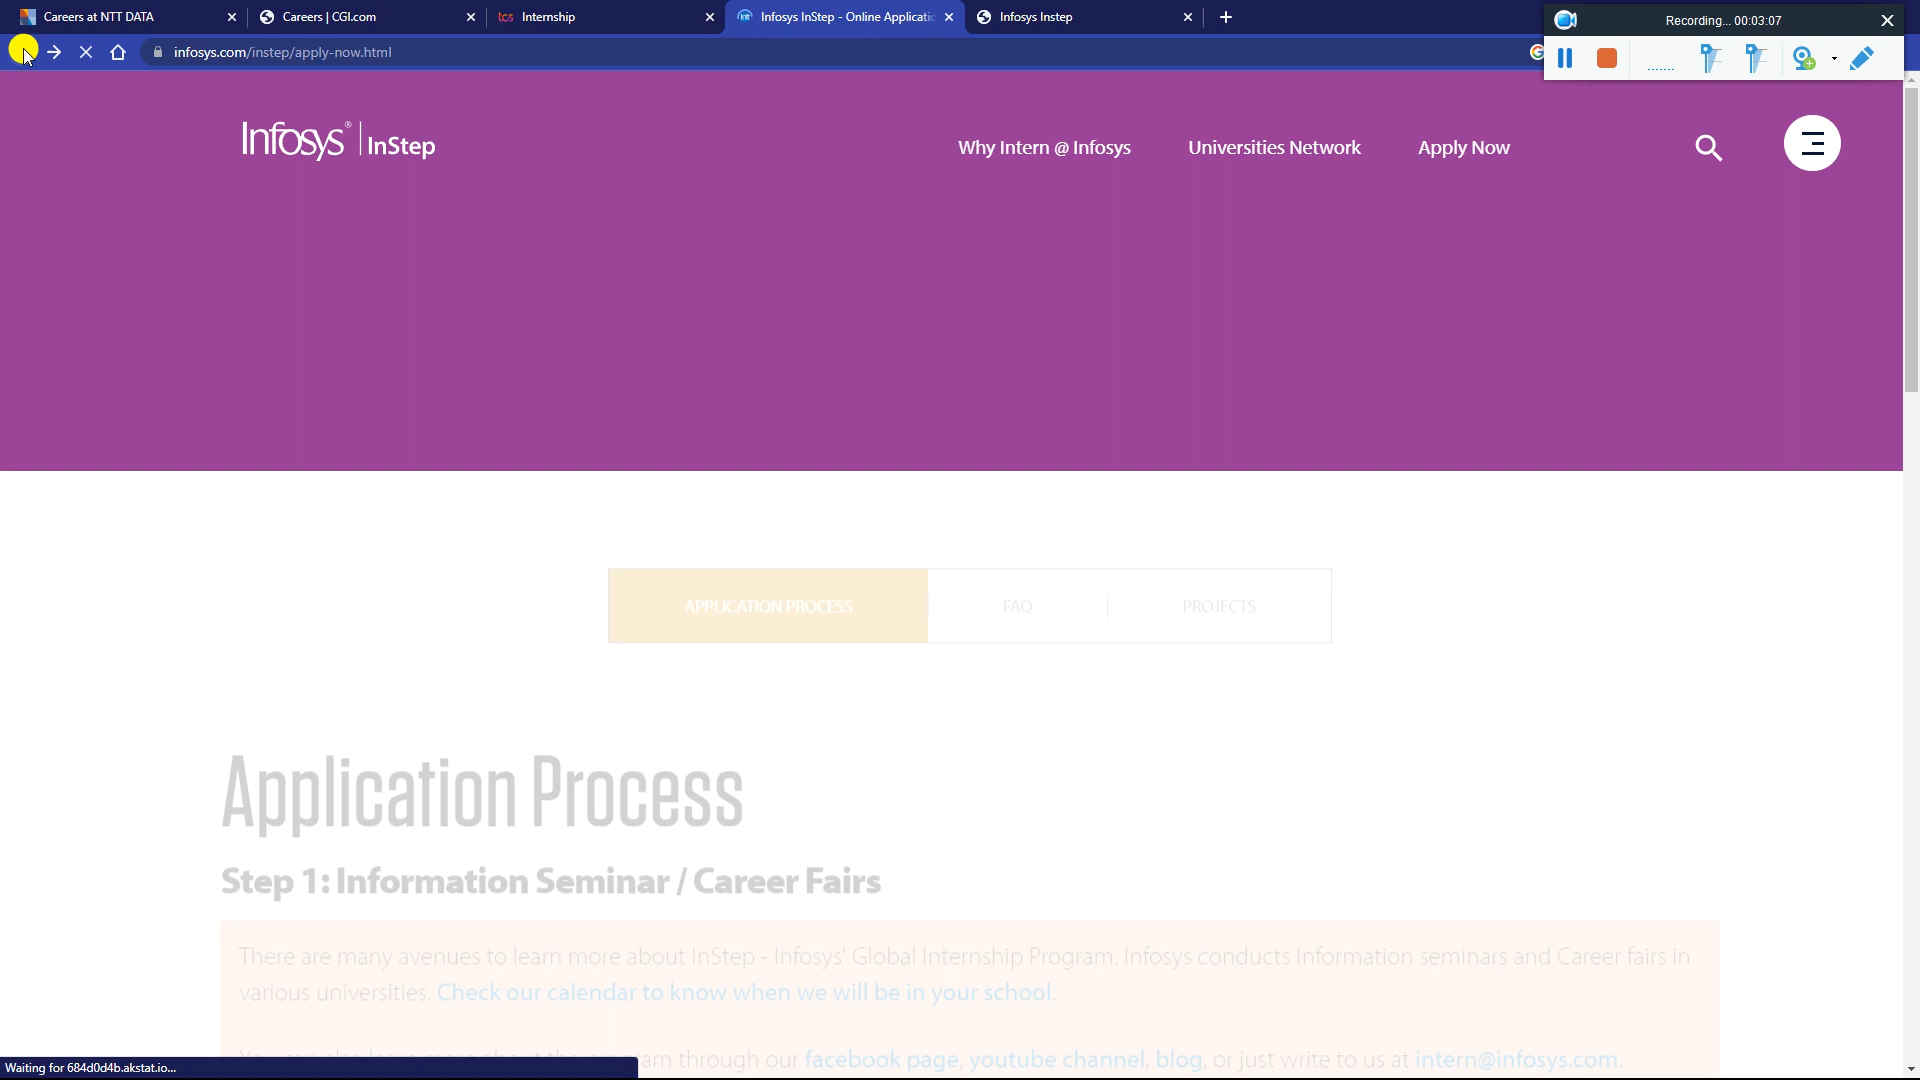 Careers at NTT DATA
Careers | CGI.com
tcs Internship
Infosys InStep - Online Applicatic
Infosys Instep
Recording... 00:03:07
infosys.com/instep/apply-now.html
Infosys® | InStep
Why Intern @ Infosys
Universities Network
Apply Now
APPLICATION PROCESS
FAQ
PROJECTS
Application Process
Step 1: Information Seminar / Career Fairs
There are many avenues to learn more about InStep - Infosys' Global Internship Program. Infosys conducts Information seminars and Career fairs in
various universities. Check our calendar to know when we will be in your school.
through our facebook page, youtube channel, blog, or just write to us at intern@infosys.com.
Waiting for 684d0d4b.akstat.io...